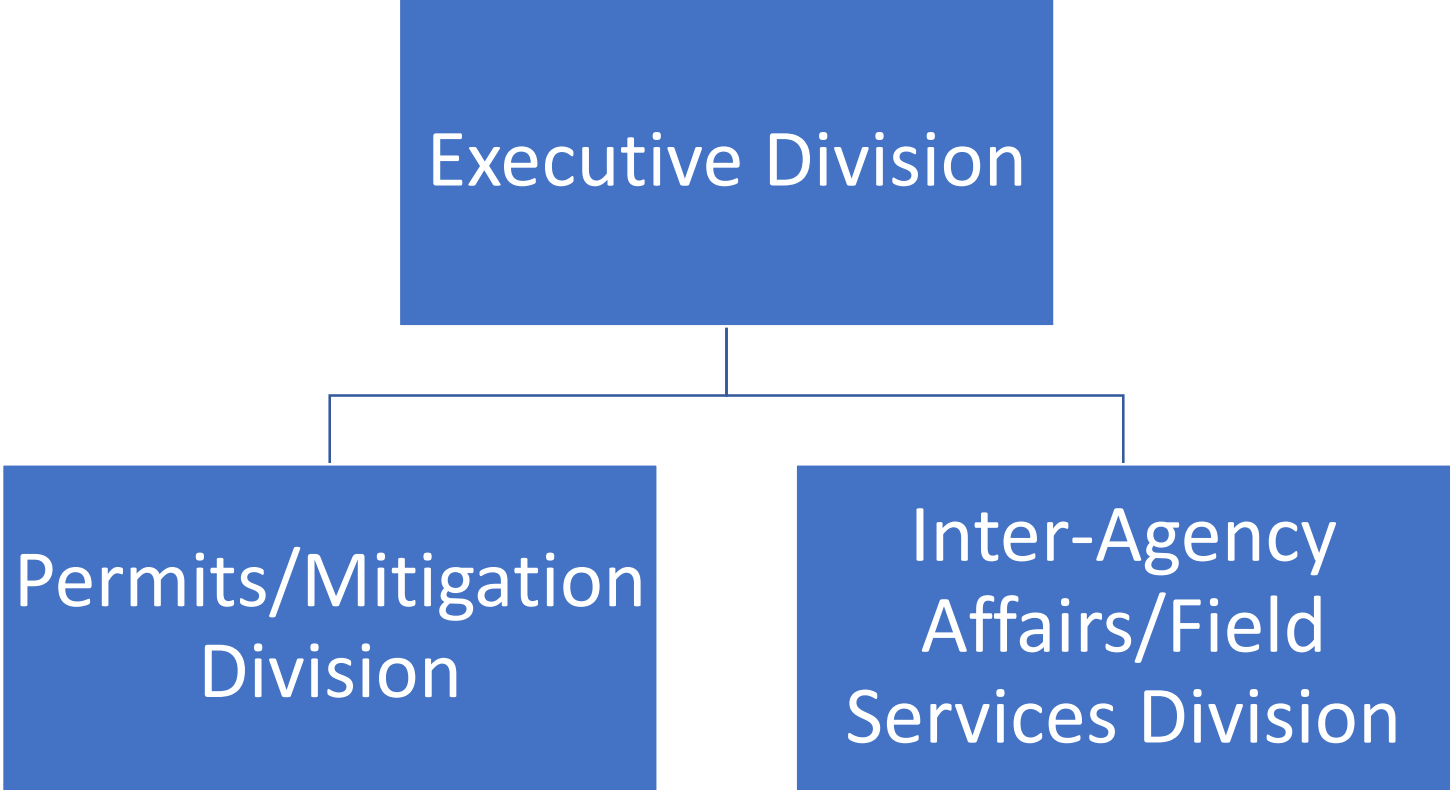 Executive Division
Permits/Mitigation
Division
Inter-Agency
Affairs/Field
Services Division